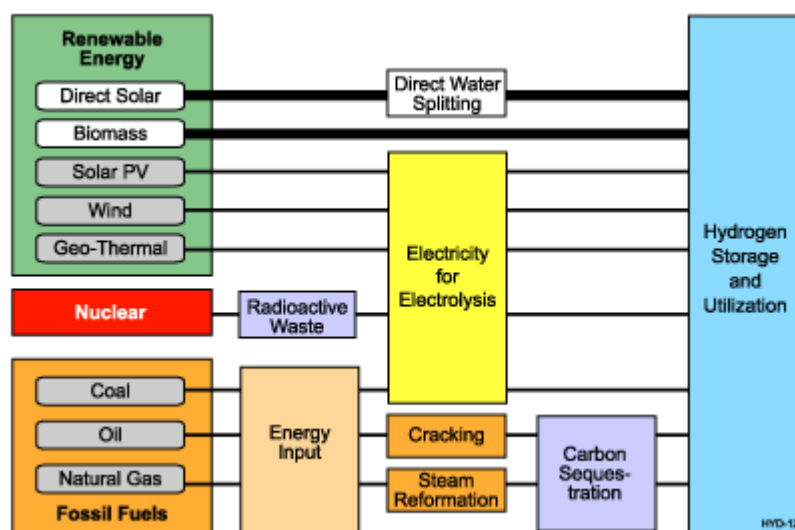 Renewable
Energy
Direct Solar
Biomass
Solar PV
Wind
Geo-Thermal
Nuclear
Coal
Oil
Natural Gas
Fossil Fuels
Radioactive
Waste
Energy
Input
Direct Water
Splitting
Electricity
for
Electrolysis
Cracking
Steam
Reformation
Carbon
Seques-
tration
Hydrogen
Storage
and
Utilization